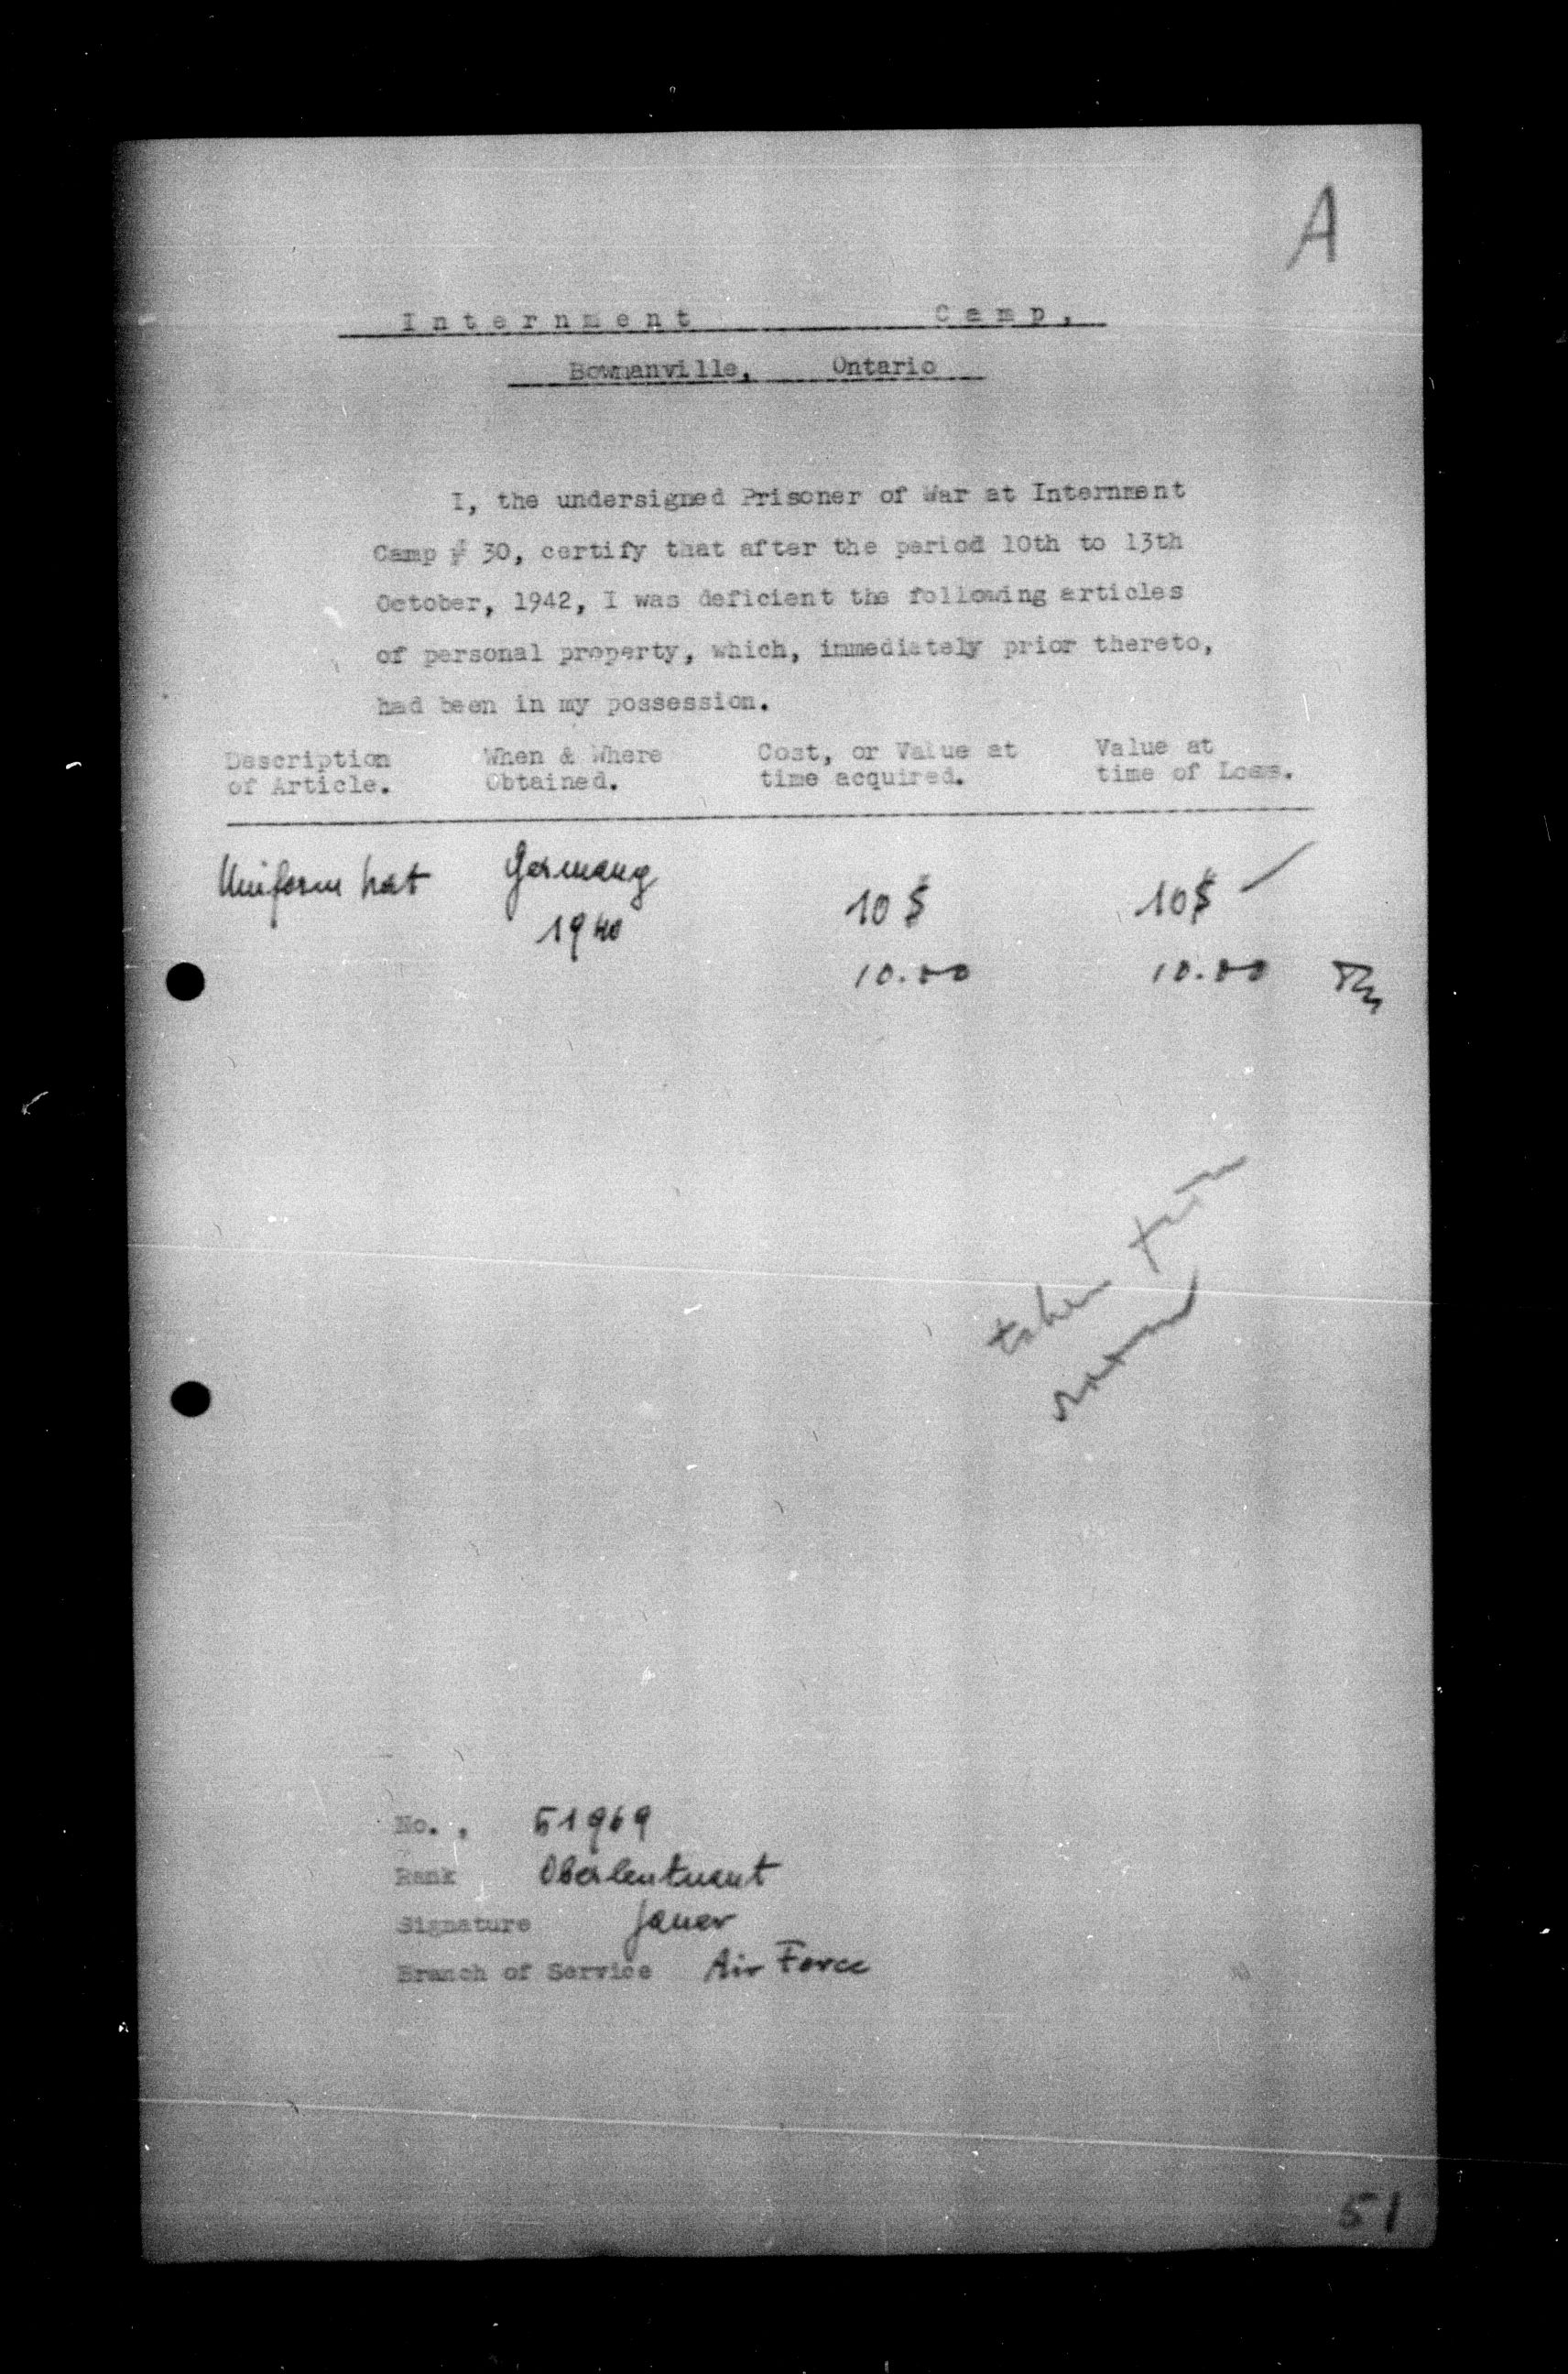 A
Internment Camp,
Bowmanville, Ontario
I, the undersigned Prisoner of War at Internment
Camp # 30, certify that after the period 10th to 13th
October, 1942, I was deficient the following articles
of personal property, which, immediately prior thereto,
had been in my possession.
Description When & Where Cost, or Value at Value at
of Article. Obtained. time acquired. time of Loss.
Uniform hat Germany 10 $ 10 $
1940
10.00 10.00
taken from
No. , 51969
Rank Oberleutnant
Signature
Branch of Service Air Force
51